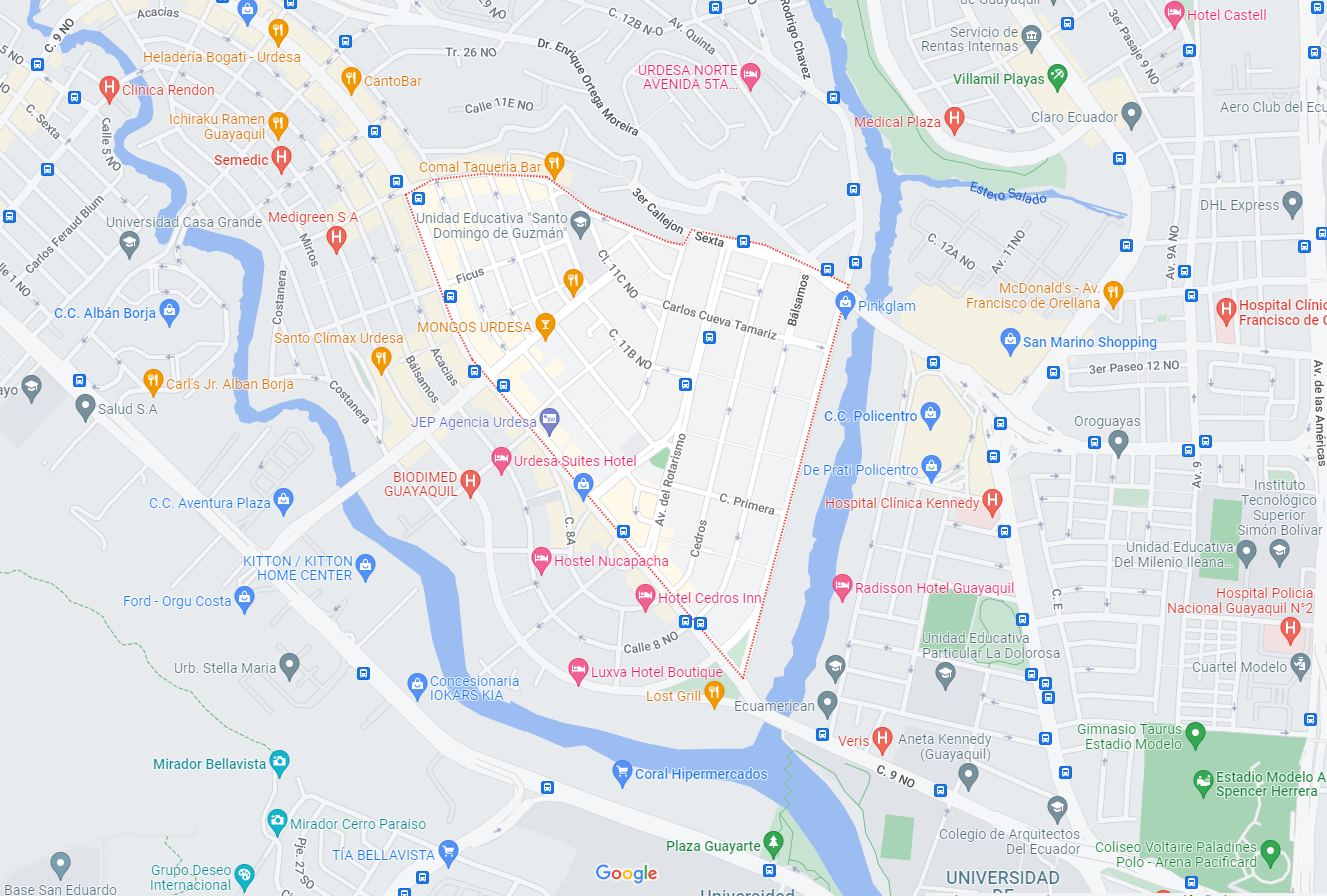 Acacias
C. 9 NO
Heladería Bogati - Urdesa
CantoBar
Tr. 26 NO
C. 12B N-O
Av. Quinta
Dr. Enrique Ortega Moreira
Rodrigo Chavez
de Guayaquil
Hotel Castell
Servicio de
Rentas Internas
3er Pasaje 9 NO
Villamil Playas
URDESA NORTE
AVENIDA 5TA...
Calle 11E NO
Clinica Rendon
C. Sexta
Calle 5 NO
Ichiraku Ramen
Guayaquil
Semedic
Medical Plaza
Claro Ecuador
Aero Club del Ecu
Comal Taqueria Bar
3er Callejon
Sexta
Estero Salado
DHL Express
Universidad Casa Grande
Medigreen S A
Unidad Educativa "Santo
Domingo de Guzmán"
Carlos Feraud Blum
Mirtos
Costanera
Ficus
Cl. 11C NO
C. 12A NO
Av. 11NO
Av. 9A NO
C.C. Albán Borja
McDonald's - Av.
Francisco de Orellana
Pinkglam
Hospital Clínic
Francisco de O
MONGOS URDESA
Carlos Cueva Tamariz
Bálsamos
C. 11B NO
Santo Clímax Urdesa
San Marino Shopping
Acacias
Bálsamos
Costanera
3er Paseo 12 NO
Av. de las Américas
Carl's Jr. Alban Borja
ayo
Salud S.A
JEP Agencia Urdesa
C.C. Policentro
Oroguayas
Urdesa Suites Hotel
De Prati Policentro
Av. 9
BIODIMED
GUAYAQUIL
Av. del Rotarismo
C. Primera
Hospital Clínica Kennedy
Instituto
Tecnológico
Superior
Simón Bolívar
C.C. Aventura Plaza
C. 8A
Cedros
Unidad Educativa
Del Milenio Ileana...
KITTON / KITTON
HOME CENTER
Hostel Nucapacha
Radisson Hotel Guayaquil
Ford - Orgu Costa
Hotel Cedros Inn
C. E
Hospital Policia
Nacional Guayaquil N°2
Calle 8 NO
Unidad Educativa
Particular La Dolorosa
Urb. Stella Maria
Luxva Hotel Boutique
Cuartel Modelo
Concesionaria
IOKARS KIA
Lost Grill
Ecuamerican
Veris
Aneta Kennedy
(Guayaquil)
Gimnasio Taurus
Estadio Modelo
Mirador Bellavista
Coral Hipermercados
C. 9 NO
Estadio Modelo A
Spencer Herrera
Mirador Cerro Paraiso
Pje. 27 SO
Colegio de Arquitectos
Del Ecuador
TÍA BELLAVISTA
Plaza Guayarte
Coliseo Voltaire Paladines
Polo - Arena Pacificard
Grupo Deseo
Internacional
Base San Eduardo
Google
UNIVERSIDAD
DE